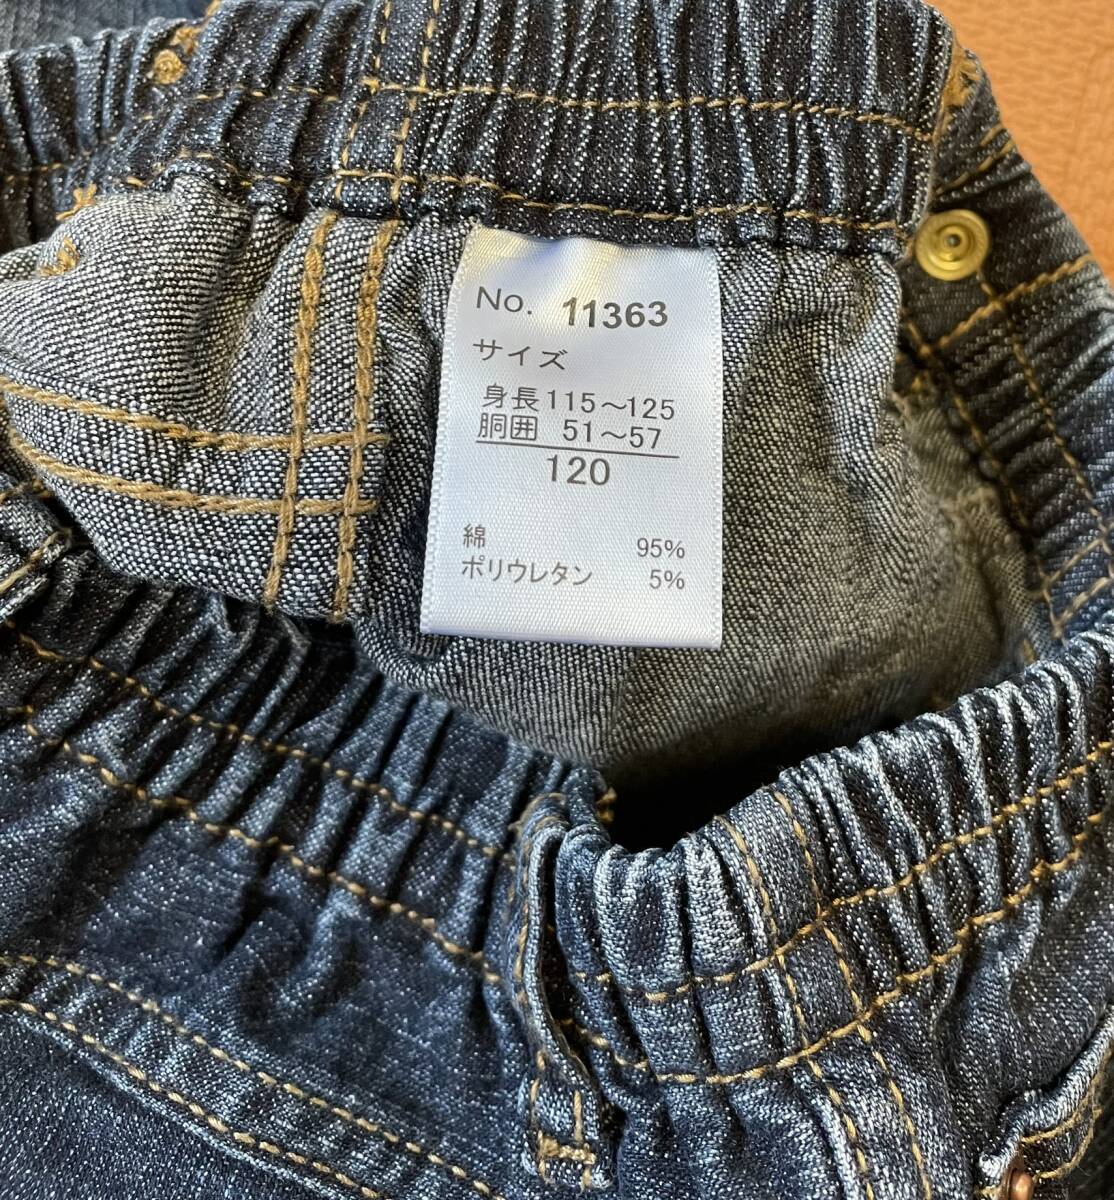 No. 11363
サイズ
身長115〜125
胴囲 51〜57
120
綿 95%
ポリウレタン 5%